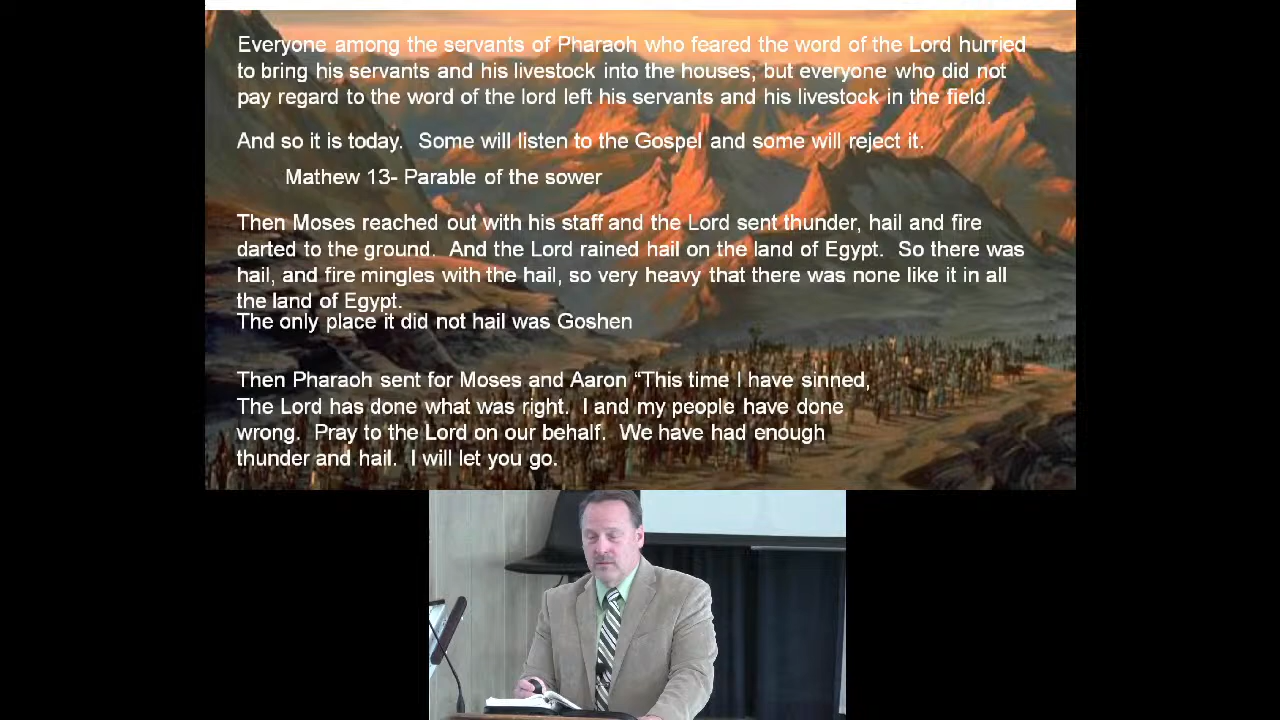 Everyone among the servants of Pharaoh who feared the word of the Lord hurried
to bring his servants and his livestock into the houses, but everyone who did not
pay regard to the word of the lord left his servants and his livestock in the field.
And so it is today.  Some will listen to the Gospel and some will reject it.
Mathew 13- Parable of the sower
Then Moses reached out with his staff and the Lord sent thunder, hail and fire
darted to the ground.  And the Lord rained hail on the land of Egypt.  So there was
hail, and fire mingles with the hail, so very heavy that there was none like it in all
the land of Egypt.
The only place it did not hail was Goshen
Then Pharaoh sent for Moses and Aaron “This time I have sinned,
The Lord has done what was right.  I and my people have done
wrong.  Pray to the Lord on our behalf.  We have had enough
thunder and hail.  I will let you go.